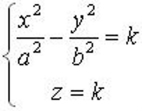 x²/a² - y²/b² = k
z = k